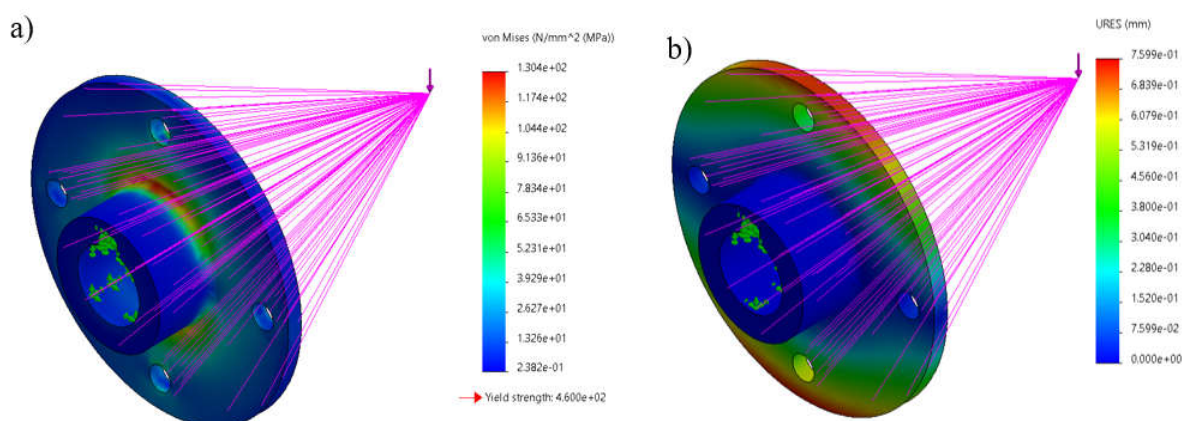 a)
von Mises (N/mm^2 (MPa))
1.304e+02
1.174e+02
1.044e+02
9.136e+01
7.834e+01
6.533e+01
5.231e+01
3.929e+01
2.627e+01
1.326e+01
2.382e-01
Yield strength: 4.600e+02
b)
URES (mm)
7.599e-01
6.839e-01
6.079e-01
5.319e-01
4.560e-01
3.800e-01
3.040e-01
2.280e-01
1.520e-01
7.599e-02
0.000e+00